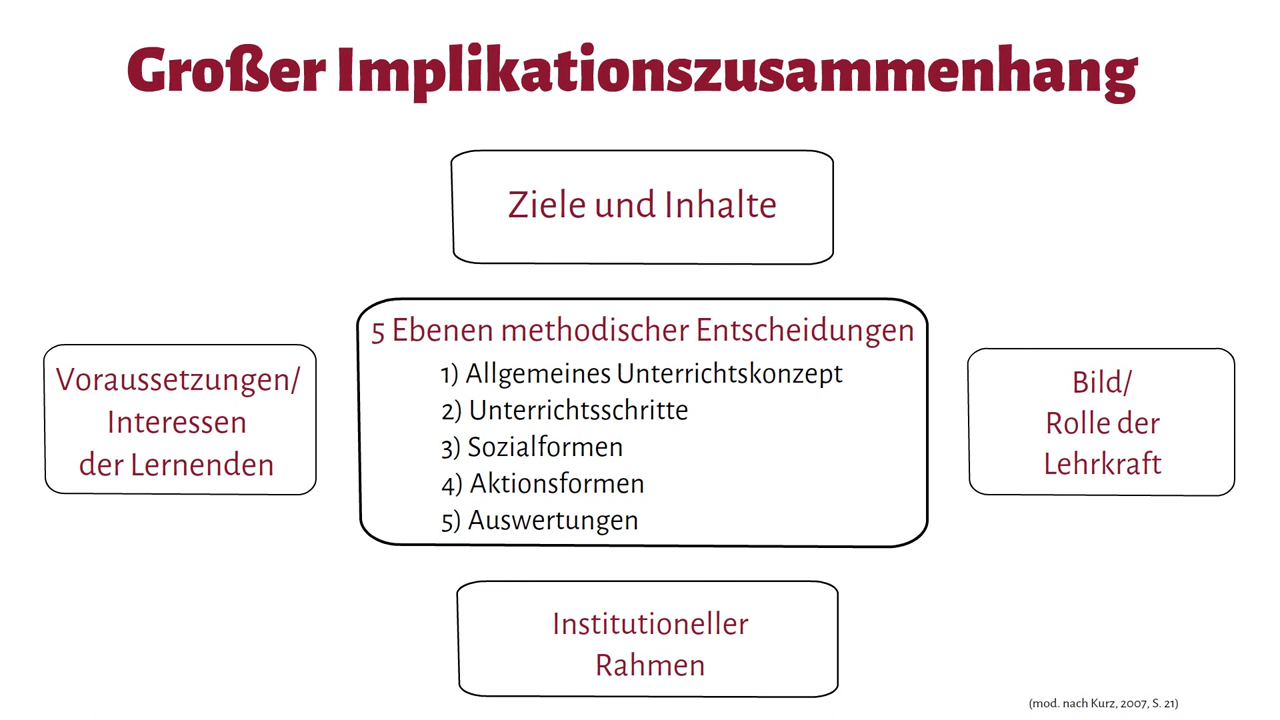 Großer Implikationszusammenhang
Ziele und Inhalte
5 Ebenen methodischer Entscheidungen
1) Allgemeines Unterrichtskonzept
2) Unterrichtsschritte
3) Sozialformen
4) Aktionsformen
5) Auswertungen
Voraussetzungen/
Interessen
der Lernenden
Bild/
Rolle der
Lehrkraft
Institutioneller
Rahmen
(mod. nach Kurz, 2007, S. 21)